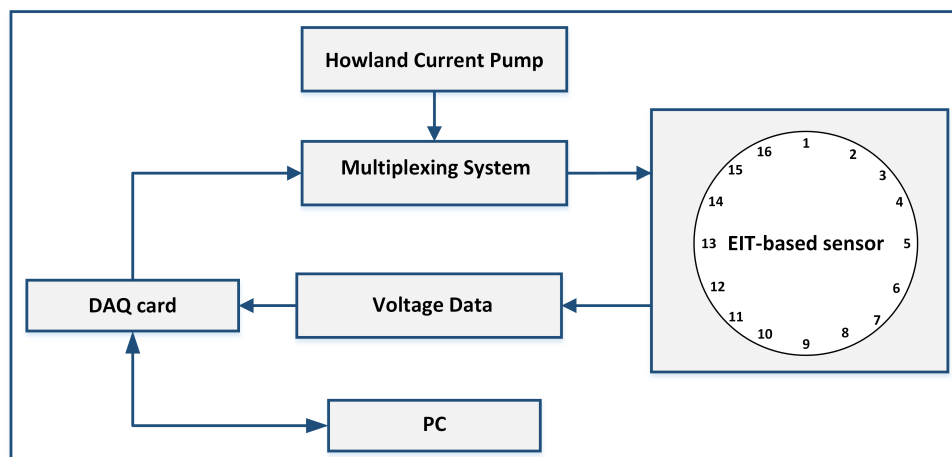 Howland Current Pump
Multiplexing System
1
2
3
4
5
6
7
8
9
10
11
12
13
14
15
16
EIT-based sensor
DAQ card
Voltage Data
PC